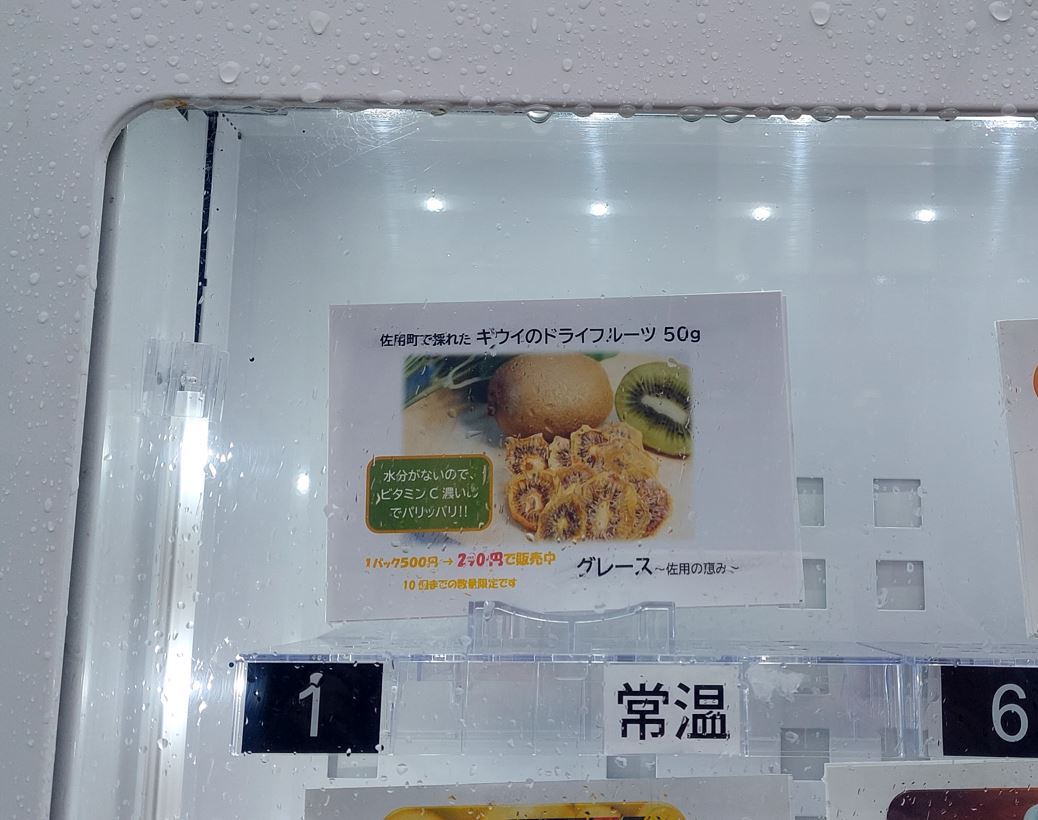 佐用町で採れた キウイのドライフルーツ 50g
水分がないので、
ビタミンC 濃いし
でパリッパリ!!
1パック500円 → 290円で販売中
10個までの数量限定です
グレース～佐用の恵み～
1
常温
6